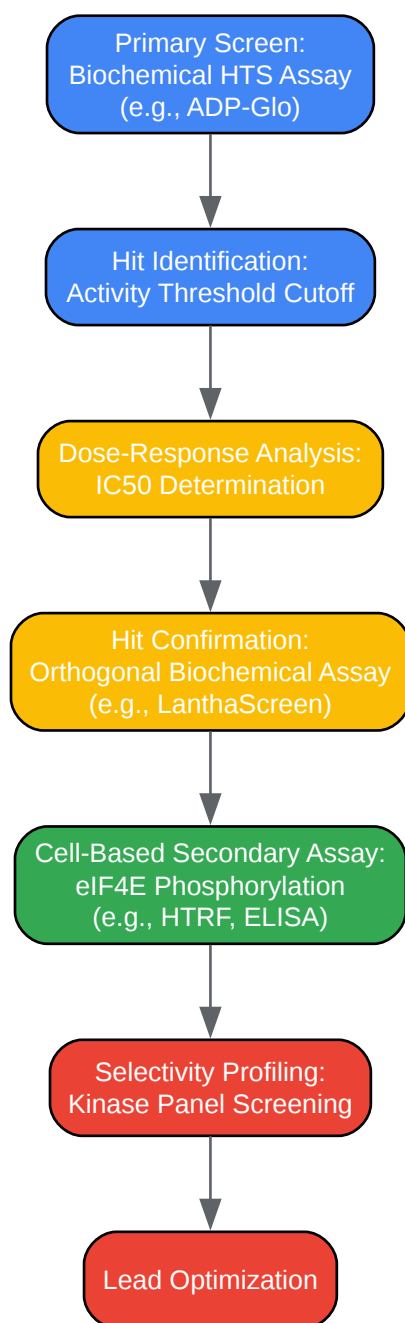 Primary Screen:
Biochemical HTS Assay
(e.g., ADP-Glo)
Hit Identification:
Activity Threshold Cutoff
Dose-Response Analysis:
IC50 Determination
Hit Confirmation:
Orthogonal Biochemical Assay
(e.g., LanthaScreen)
Cell-Based Secondary Assay:
eIF4E Phosphorylation
(e.g., HTRF, ELISA)
Selectivity Profiling:
Kinase Panel Screening
Lead Optimization